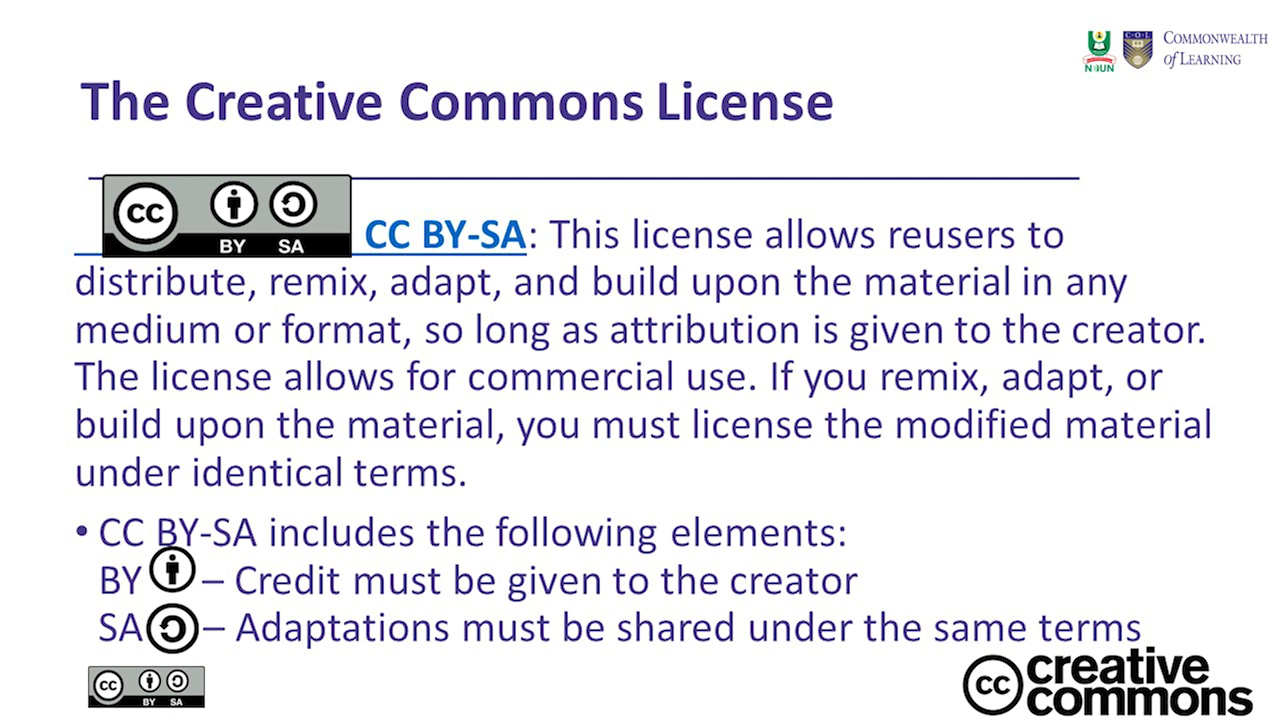 COMMONWEALTH
of LEARNING
C·O·L
NOUN
The Creative Commons License
cc
BY SA
CC BY-SA: This license allows reusers to
distribute, remix, adapt, and build upon the material in any
medium or format, so long as attribution is given to the creator.
The license allows for commercial use. If you remix, adapt, or
build upon the material, you must license the modified material
under identical terms.
• CC BY-SA includes the following elements:
BY – Credit must be given to the creator
SA – Adaptations must be shared under the same terms
cc
BY SA
cc
creative
commons